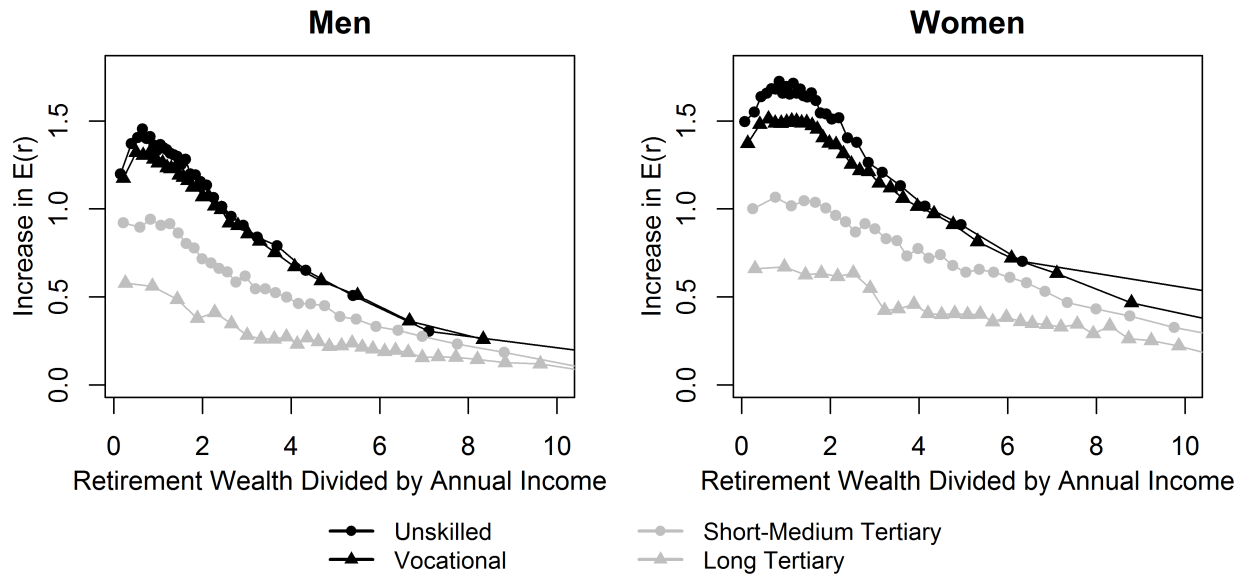 Men
Increase in E(r)
1.5
1.0
0.5
0.0
0 2 4 6 8 10
Retirement Wealth Divided by Annual Income
Women
Increase in E(r)
1.5
1.0
0.5
0.0
0 2 4 6 8 10
Retirement Wealth Divided by Annual Income
Unskilled
Vocational
Short-Medium Tertiary
Long Tertiary